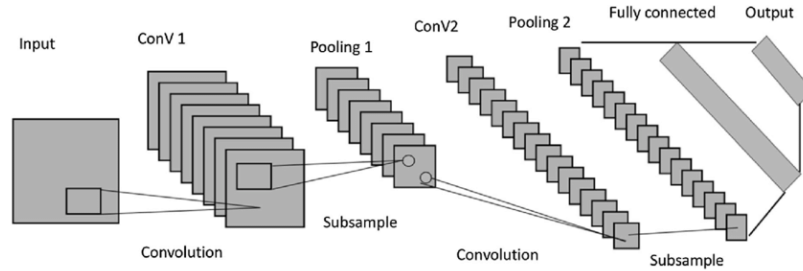 Input
ConV 1
Pooling 1
ConV2
Pooling 2
Fully connected
Output
Convolution
Subsample
Convolution
Subsample